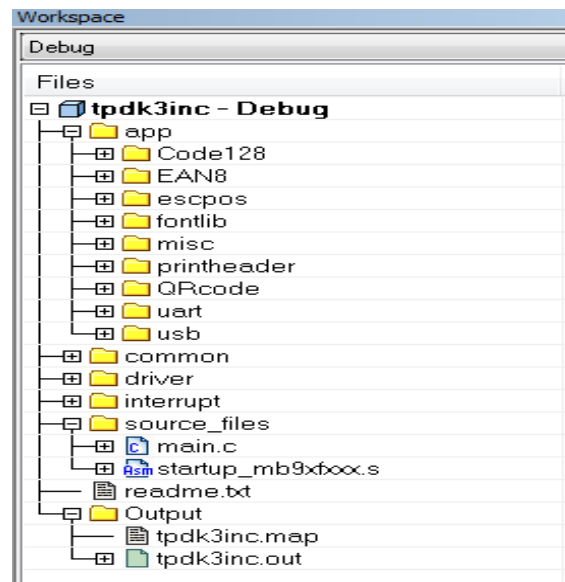 Workspace
Debug
Files
tpdk3inc - Debug
app
Code128
EAN8
escpos
fontlib
misc
printheader
QRcode
uart
usb
common
driver
interrupt
source_files
main.c
startup_mb9xfxxx.s
readme.txt
Output
tpdk3inc.map
tpdk3inc.out